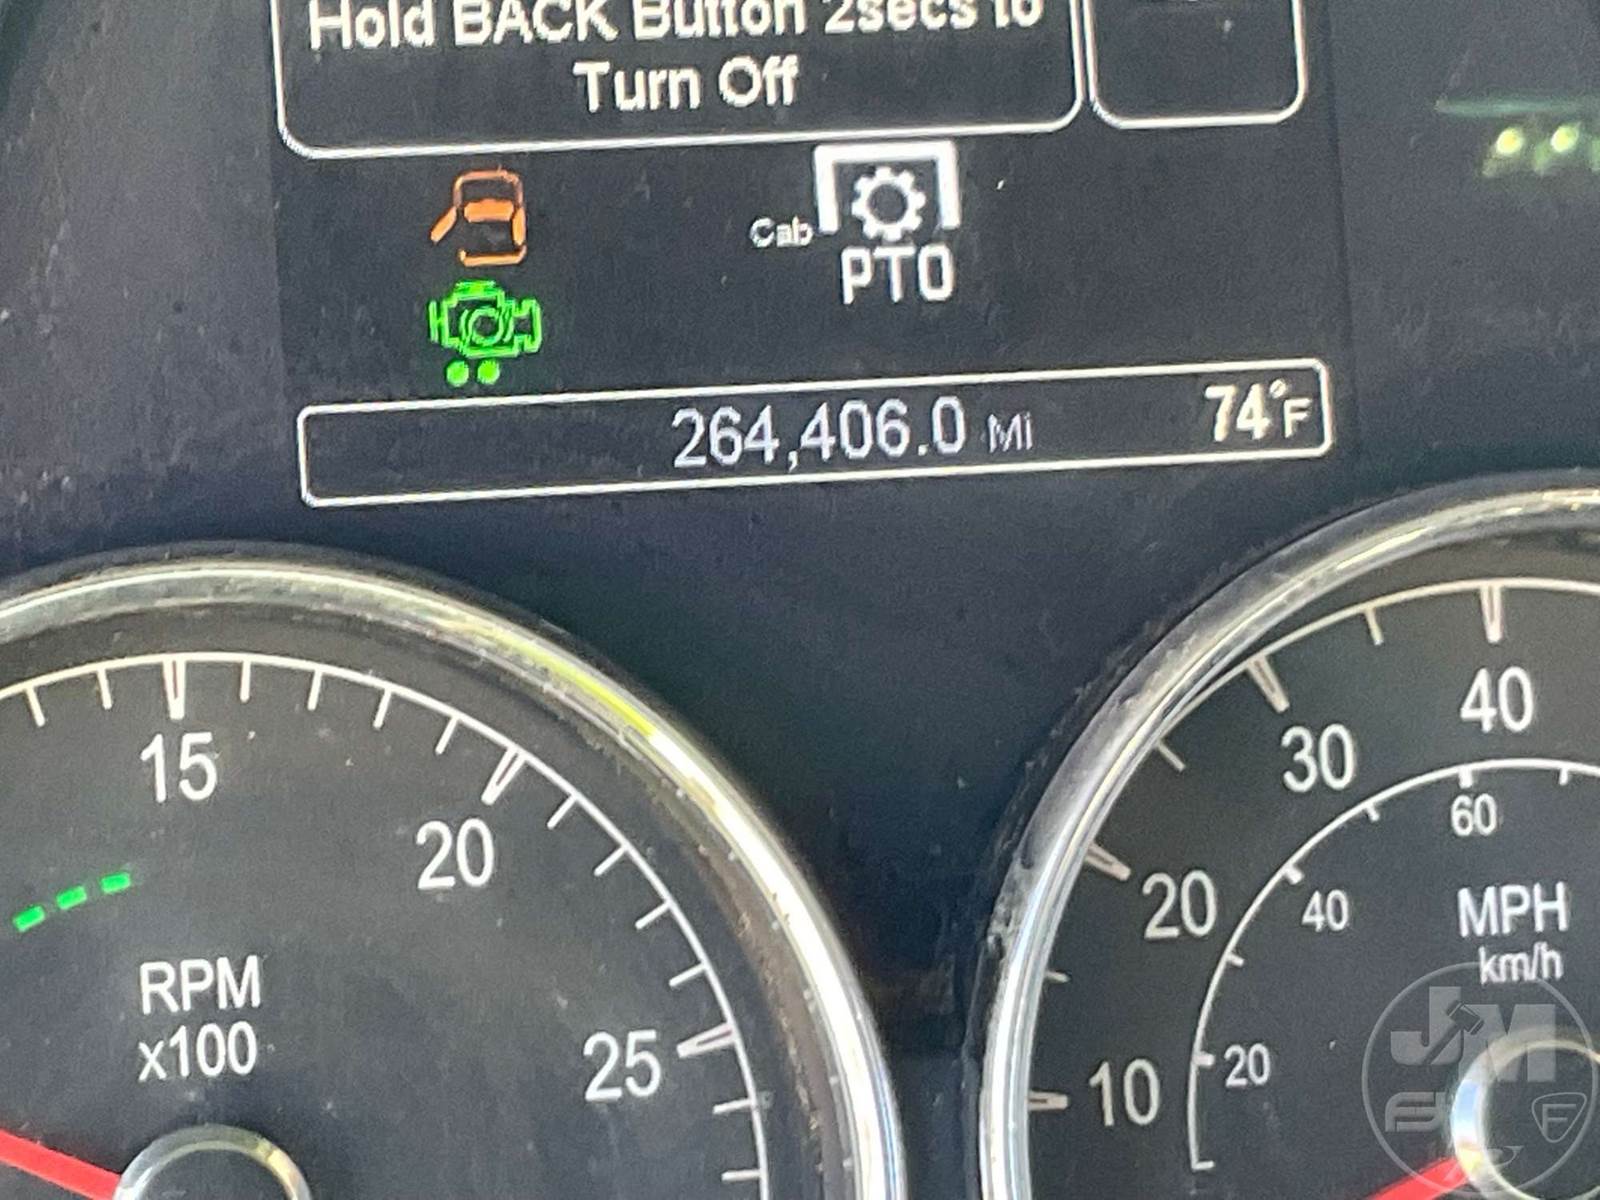 Hold BACK Button 2secs to
Turn Off
Cab
PTO
264,406.0 Mi
74°F
15
20
25
RPM
x100
10
20
30
40
20
40
60
MPH
km/h
JM